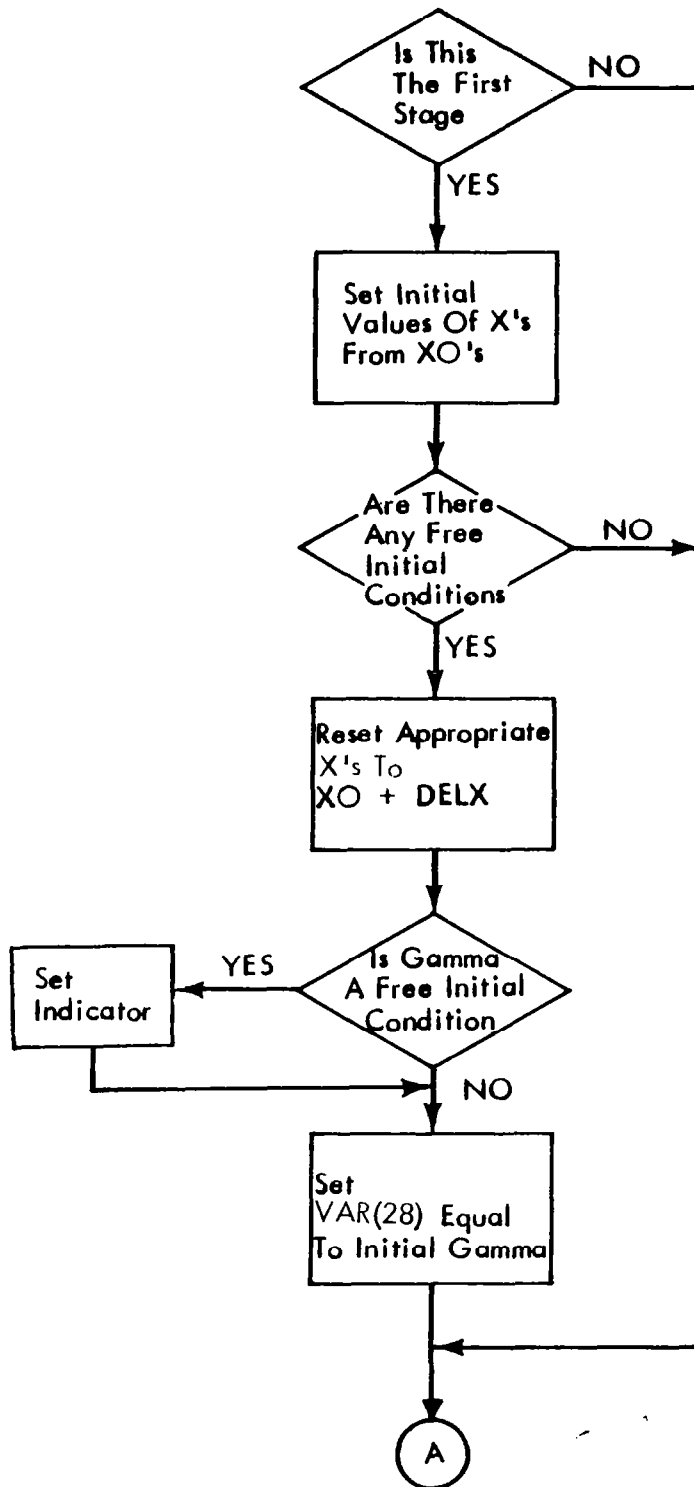 Is This
The First
Stage
NO
YES
Set Initial
Values Of X's
From XO's
Are There
Any Free
Initial
Conditions
NO
YES
Reset Appropriate
X's To
XO + DELX
Is Gamma
A Free Initial
Condition
YES
Set
Indicator
NO
Set
VAR(28) Equal
To Initial Gamma
A